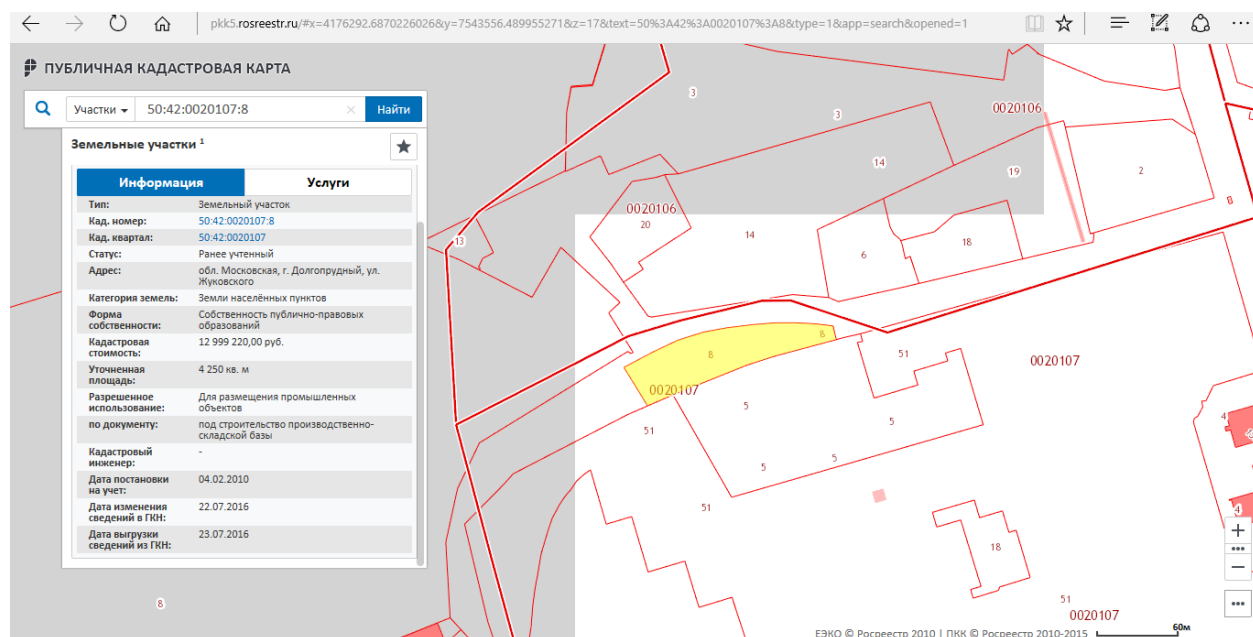 pkk5.rosreestr.ru/#x=4176292.6870226026&y=7543556.489955271&z=17&text=50%3A42%3A0020107%3A8&type=1&app=search&opened=1
ПУБЛИЧНАЯ КАДАСТРОВАЯ КАРТА
Участки 50:42:0020107:8 × Найти
Земельные участки 1
Информация Услуги
Тип: Земельный участок
Кад. номер: 50:42:0020107:8
Кад. квартал: 50:42:0020107
Статус: Ранее учтенный
Адрес: обл. Московская, г. Долгопрудный, ул.
Жуковского
Категория земель: Земли населённых пунктов
Форма собственности: Собственность публично-правовых
образований
Кадастровая стоимость: 12 999 220,00 руб.
Уточненная площадь: 4 250 кв. м
Разрешенное использование: Для размещения промышленных
объектов
по документу: под строительство производственно-
складской базы
Кадастровый инженер: -
Дата постановки на учет: 04.02.2010
Дата изменения сведений в ГКН: 22.07.2016
Дата выгрузки сведений из ГКН: 23.07.2016
3
3
0020106
14
19
2
0020106
20
14
13
6
18
8
8
51
0020107
0020107
5
5
51
5
5
51
4
4
18
8
51
0020107
ЕЭКО © Росреестр 2010 | ПКК © Росреестр 2010-2015
60м